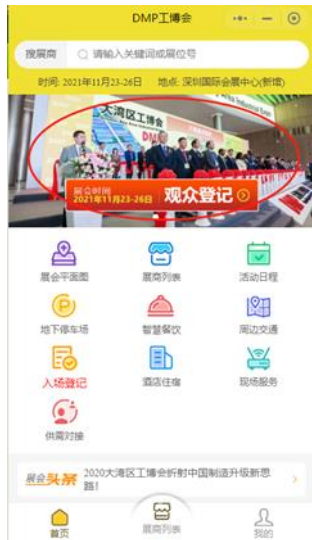 DMP工博会
搜展商 请输入关键词或展位号
时间: 2021年11月23-26日 地点: 深圳国际会展中心(新馆)
大湾区工博会
DMP
展会时间
2021年11月23-26日 观众登记
展会平面图 展商列表 活动日程
地下停车场 智慧餐饮 周边交通
入场登记 酒店住宿 现场服务
供需对接
展会头条 2020大湾区工博会折射中国制造升级新思
路!
首页 展商列表 我的